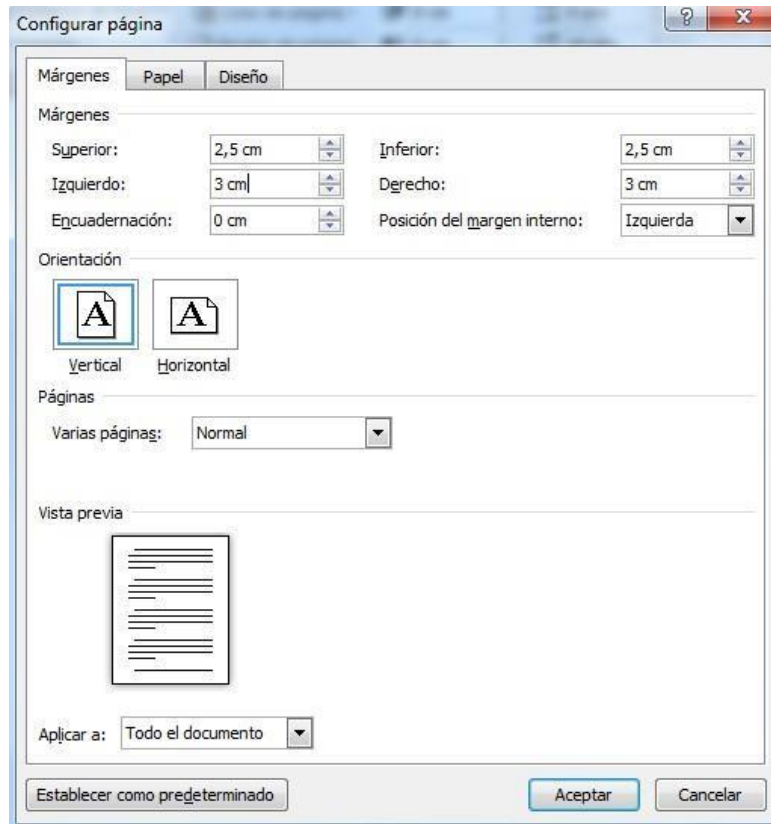 Configurar página
Márgenes Papel Diseño
Márgenes
Superior: 2,5 cm Inferior: 2,5 cm
Izquierdo: 3 cm Derecho: 3 cm
Encuadernación: 0 cm Posición del margen interno: Izquierda
Orientación
A A
Vertical Horizontal
Páginas
Varias páginas: Normal
Vista previa
Aplicar a: Todo el documento
Establecer como predeterminado Aceptar Cancelar